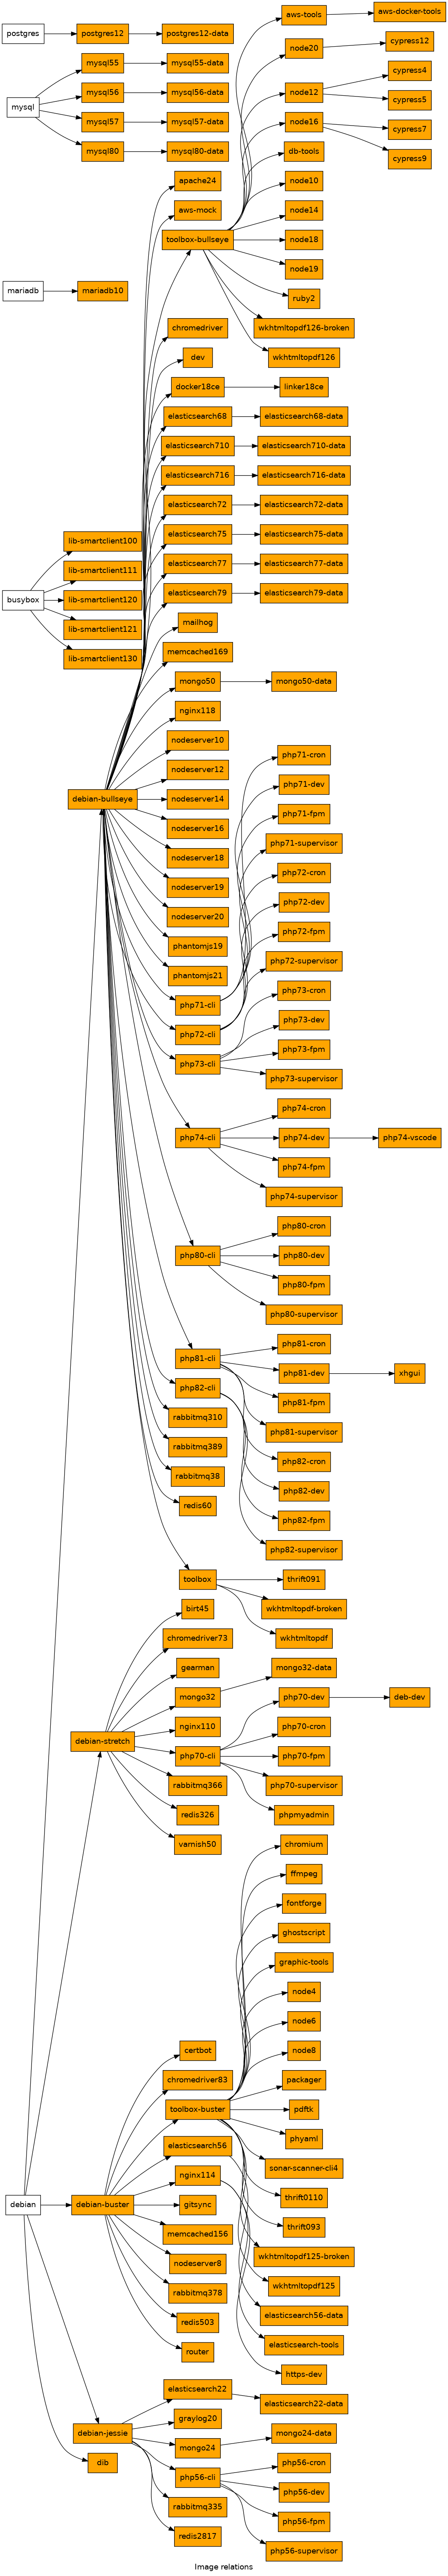 aws-tools
aws-docker-tools
postgres
postgres12
postgres12-data
node20
cypress12
mysql55
mysql55-data
cypress4
mysql
mysql56
mysql56-data
node12
cypress5
mysql57
mysql57-data
node16
cypress7
mysql80
mysql80-data
db-tools
cypress9
apache24
node10
aws-mock
node14
toolbox-bullseye
node18
node19
mariadb
mariadb10
ruby2
chromedriver
wkhtmltopdf126-broken
dev
wkhtmltopdf126
docker18ce
linker18ce
elasticsearch68
elasticsearch68-data
elasticsearch710
elasticsearch710-data
elasticsearch716
elasticsearch716-data
elasticsearch72
elasticsearch72-data
lib-smartclient100
elasticsearch75
elasticsearch75-data
lib-smartclient111
elasticsearch77
elasticsearch77-data
busybox
lib-smartclient120
elasticsearch79
elasticsearch79-data
lib-smartclient121
mailhog
lib-smartclient130
memcached169
mongo50
mongo50-data
nginx118
nodeserver10
php71-cron
nodeserver12
php71-dev
debian-bullseye
nodeserver14
php71-fpm
nodeserver16
php71-supervisor
nodeserver18
php72-cron
nodeserver19
php72-dev
nodeserver20
php72-fpm
phantomjs19
php72-supervisor
phantomjs21
php73-cron
php71-cli
php73-dev
php72-cli
php73-fpm
php73-cli
php73-supervisor
php74-cron
php74-cli
php74-dev
php74-vscode
php74-fpm
php74-supervisor
php80-cron
php80-cli
php80-dev
php80-fpm
php80-supervisor
php81-cron
php81-cli
php81-dev
xhgui
php82-cli
php81-fpm
rabbitmq310
php81-supervisor
rabbitmq389
php82-cron
rabbitmq38
php82-dev
redis60
php82-fpm
php82-supervisor
toolbox
thrift091
birt45
wkhtmltopdf-broken
chromedriver73
wkhtmltopdf
gearman
mongo32-data
mongo32
php70-dev
deb-dev
nginx110
php70-cron
debian-stretch
php70-cli
php70-fpm
rabbitmq366
php70-supervisor
redis326
phpmyadmin
varnish50
chromium
ffmpeg
fontforge
ghostscript
graphic-tools
node4
node6
certbot
node8
chromedriver83
packager
toolbox-buster
pdftk
elasticsearch56
phyaml
nginx114
sonar-scanner-cli4
debian
debian-buster
gitsync
thrift0110
memcached156
thrift093
nodeserver8
wkhtmltopdf125-broken
rabbitmq378
wkhtmltopdf125
redis503
elasticsearch56-data
router
elasticsearch-tools
https-dev
elasticsearch22
elasticsearch22-data
graylog20
debian-jessie
mongo24
mongo24-data
dib
php56-cli
php56-cron
php56-dev
rabbitmq335
php56-fpm
redis2817
php56-supervisor
Image relations